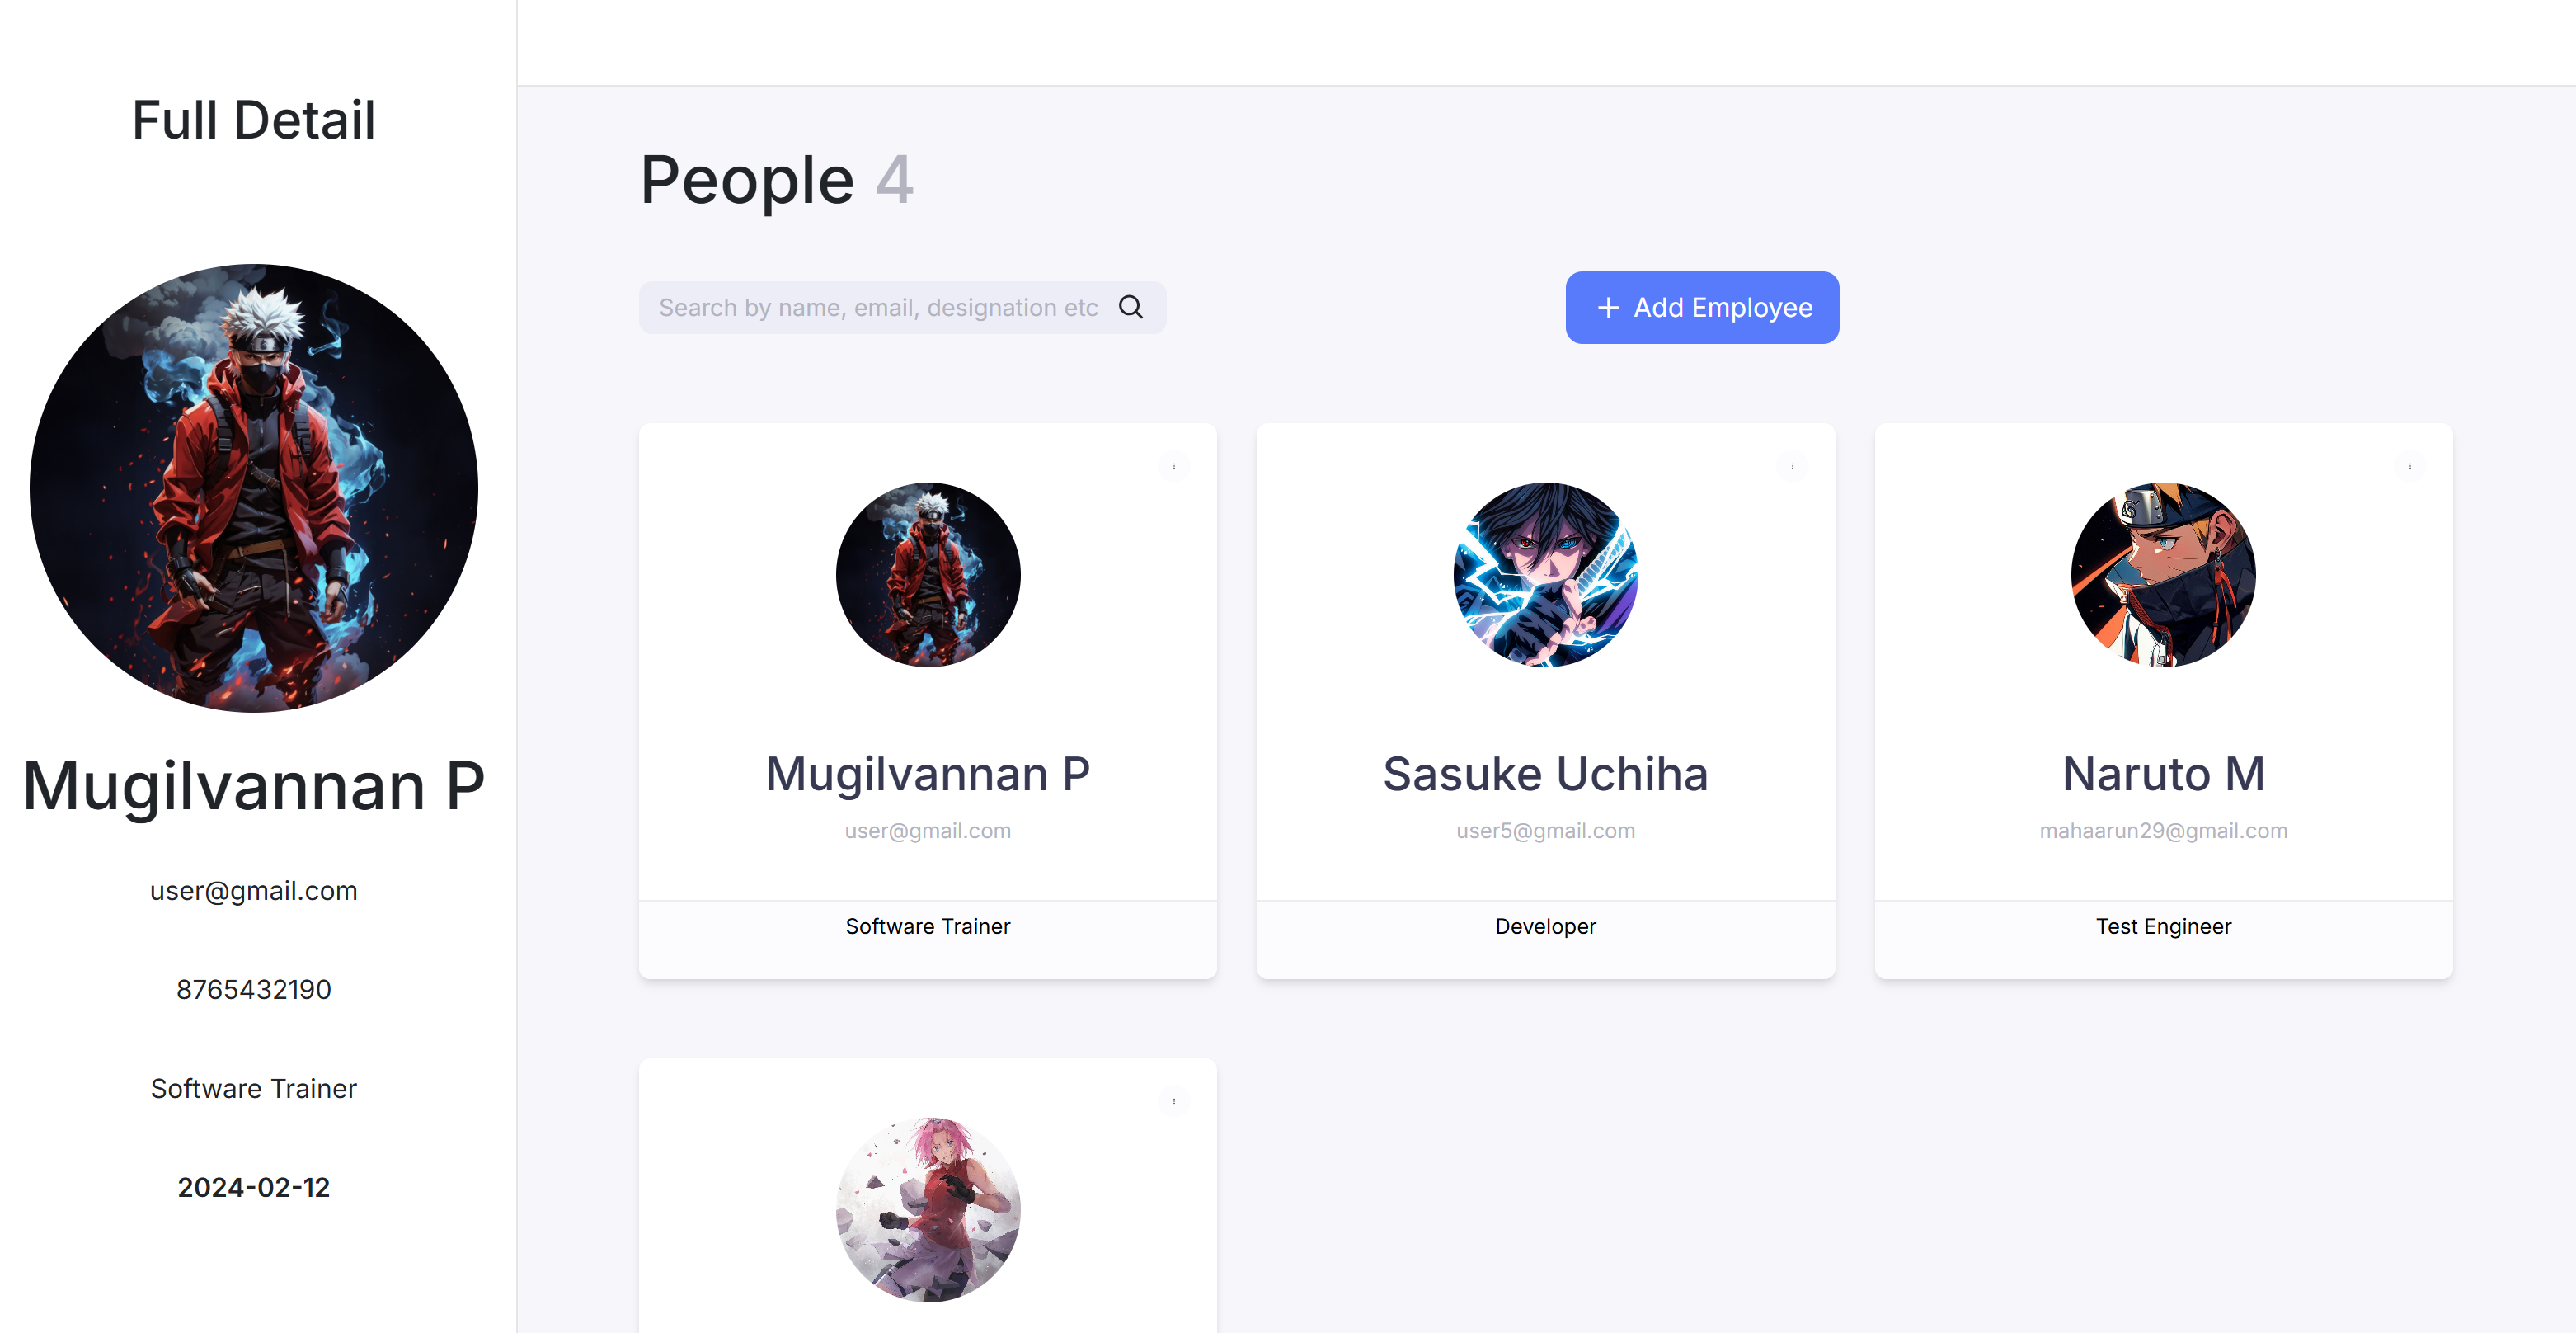 Full Detail
Mugilvannan P
user@gmail.com
8765432190
Software Trainer
2024-02-12
People 4
Search by name, email, designation etc
+ Add Employee
Mugilvannan P
user@gmail.com
Software Trainer
Sasuke Uchiha
user5@gmail.com
Developer
Naruto M
mahaarun29@gmail.com
Test Engineer